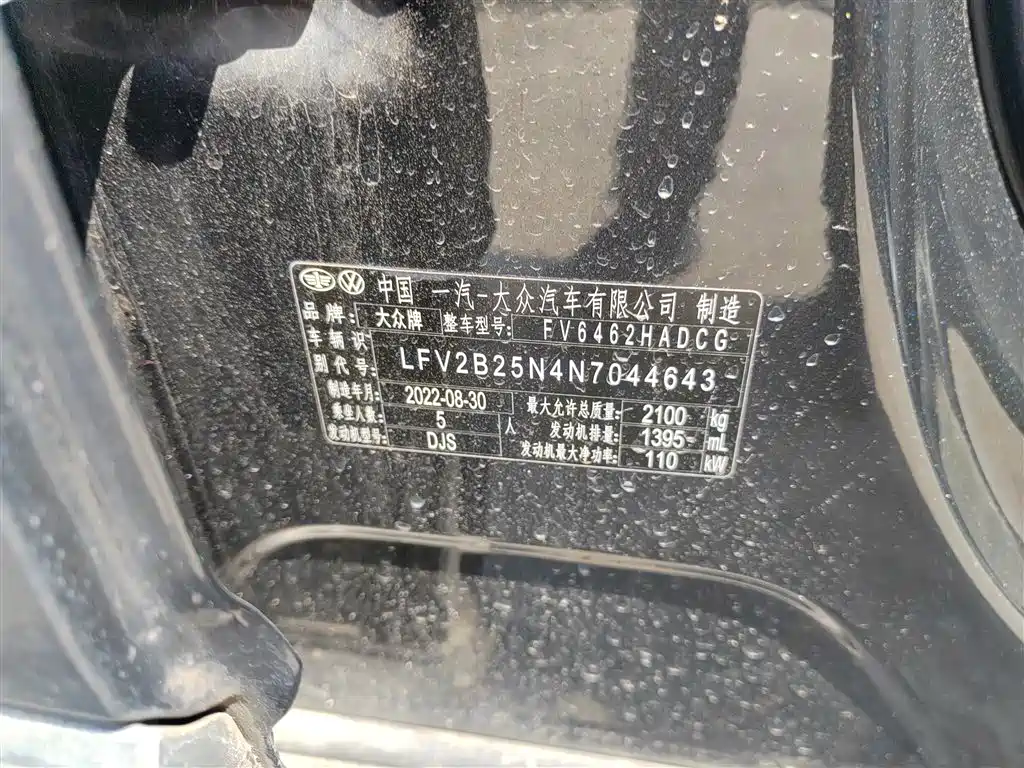 中国 一汽-大众汽车有限公司 制造
品牌: 大众牌 整车型号: FV6462HADCG
车辆识别代号: LFV2B25N4N7044643
制造年月: 2022-08-30 最大允许总质量: 2100 kg
乘坐人数: 5 人 发动机排量: 1395 mL
发动机型号: DJS 发动机最大净功率: 110 kW